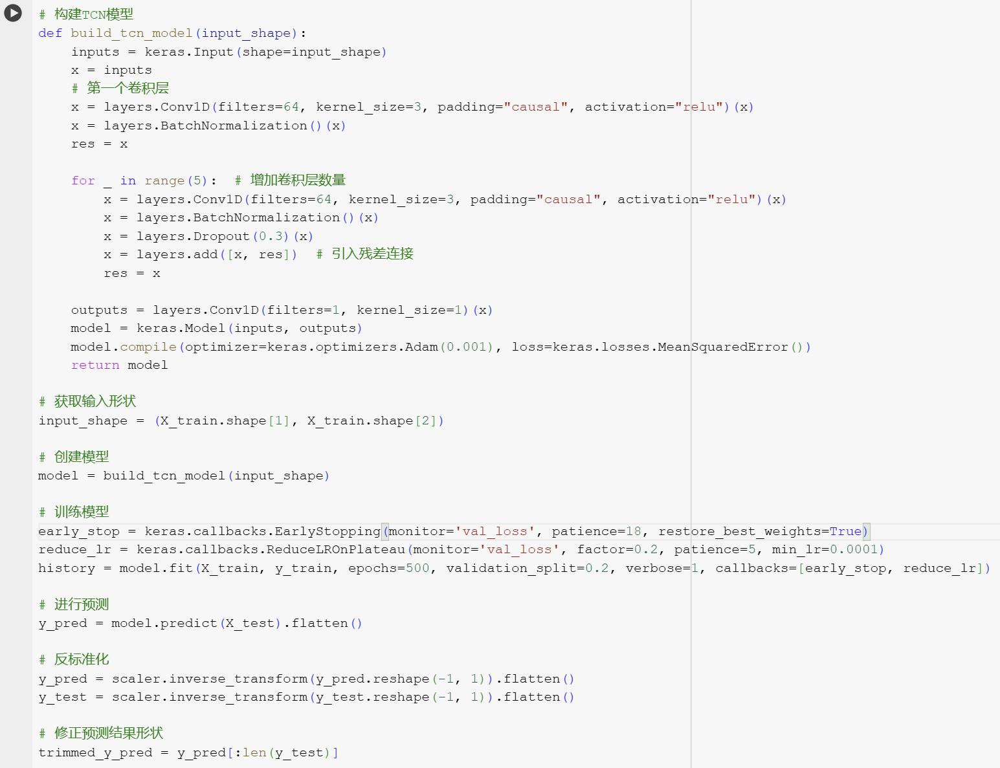 # 构建TCN模型
def build_tcn_model(input_shape):
    inputs = keras.Input(shape=input_shape)
    x = inputs
    # 第一个卷积层
    x = layers.Conv1D(filters=64, kernel_size=3, padding="causal", activation="relu")(x)
    x = layers.BatchNormalization()(x)
    res = x
    for _ in range(5):  # 增加卷积层数量
        x = layers.Conv1D(filters=64, kernel_size=3, padding="causal", activation="relu")(x)
        x = layers.BatchNormalization()(x)
        x = layers.Dropout(0.3)(x)
        x = layers.add([x, res])  # 引入残差连接
        res = x
    outputs = layers.Conv1D(filters=1, kernel_size=1)(x)
    model = keras.Model(inputs, outputs)
    model.compile(optimizer=keras.optimizers.Adam(0.001), loss=keras.losses.MeanSquaredError())
    return model
# 获取输入形状
input_shape = (X_train.shape[1], X_train.shape[2])
# 创建模型
model = build_tcn_model(input_shape)
# 训练模型
early_stop = keras.callbacks.EarlyStopping(monitor='val_loss', patience=18, restore_best_weights=True)
reduce_lr = keras.callbacks.ReduceLROnPlateau(monitor='val_loss', factor=0.2, patience=5, min_lr=0.0001)
history = model.fit(X_train, y_train, epochs=500, validation_split=0.2, verbose=1, callbacks=[early_stop, reduce_lr])
# 进行预测
y_pred = model.predict(X_test).flatten()
# 反标准化
y_pred = scaler.inverse_transform(y_pred.reshape(-1, 1)).flatten()
y_test = scaler.inverse_transform(y_test.reshape(-1, 1)).flatten()
# 修正预测结果形状
trimmed_y_pred = y_pred[:len(y_test)]